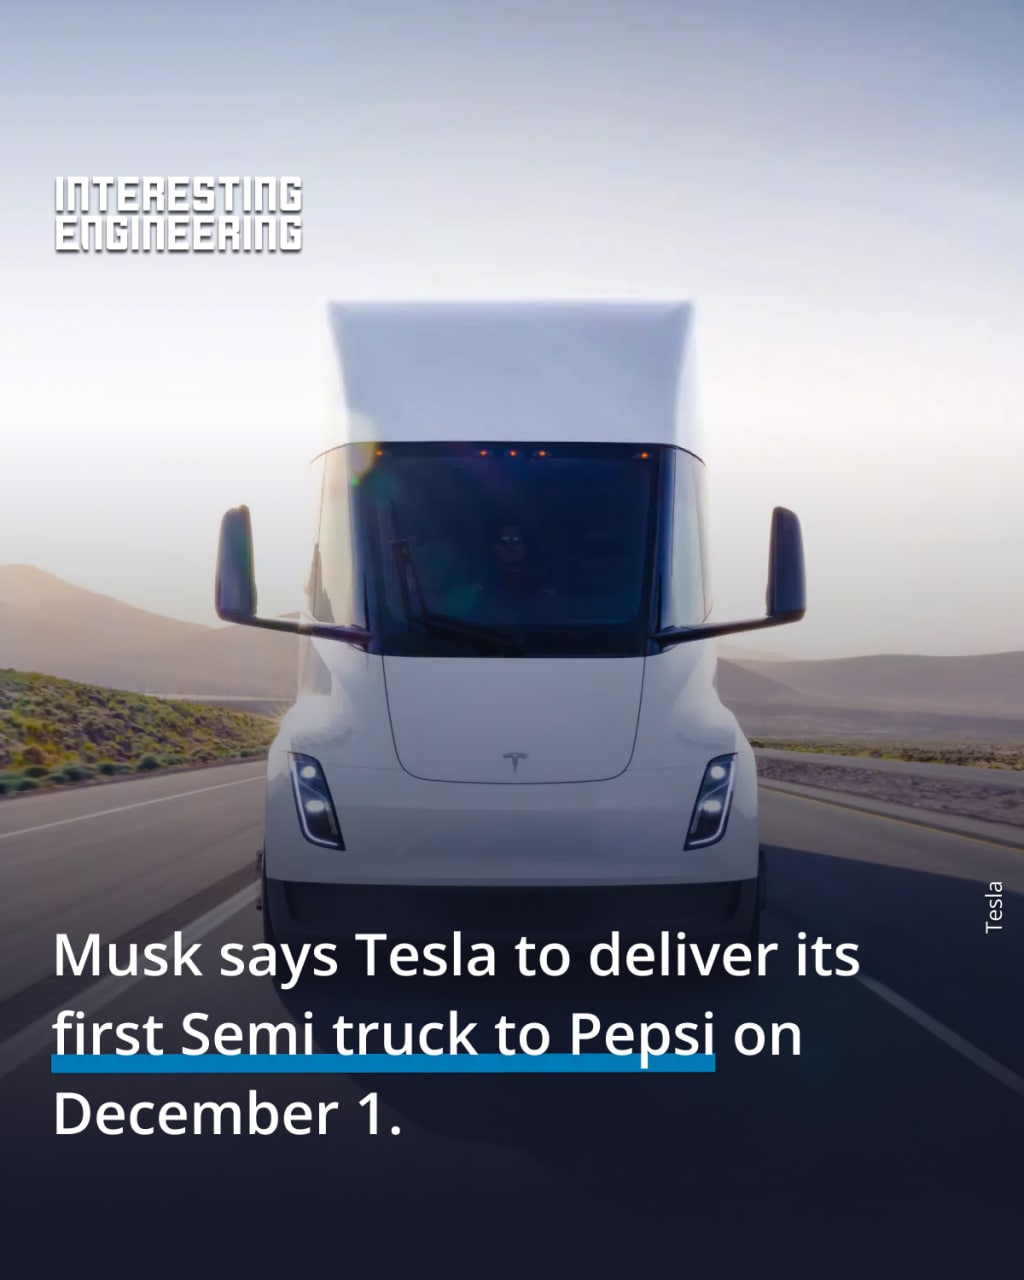 INTERESTING
ENGINEERING
Tesla
Musk says Tesla to deliver its
first Semi truck to Pepsi on
December 1.